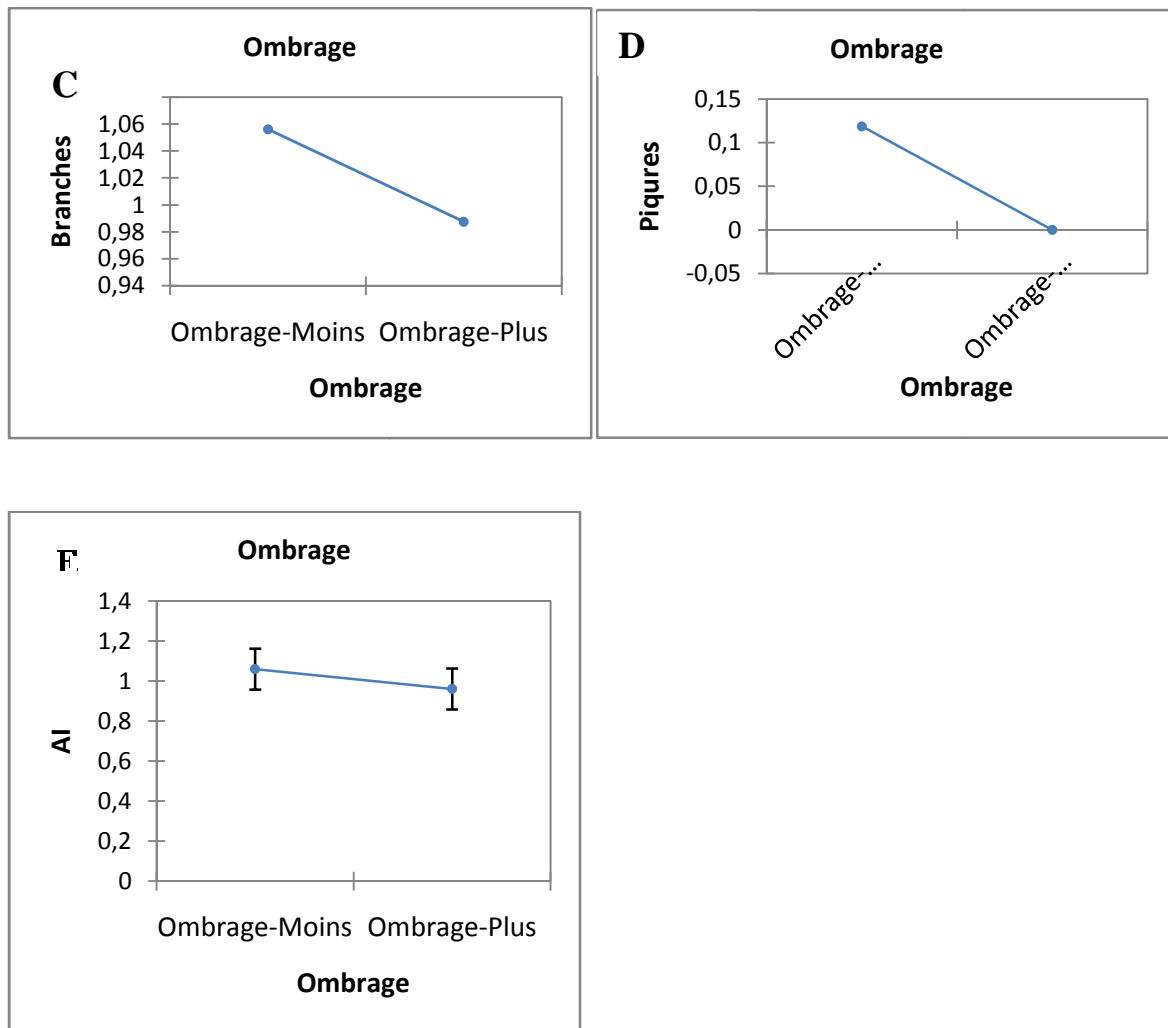 Ombrage
C
Branches
1,06
1,04
1,02
1
0,98
0,96
0,94
Ombrage-Moins Ombrage-Plus
Ombrage
Ombrage
D
Piqures
0,15
0,1
0,05
0
-0,05
Ombrage-...
Ombrage-...
Ombrage
Ombrage
AI
1,4
1,2
1
0,8
0,6
0,4
0,2
0
Ombrage-Moins Ombrage-Plus
Ombrage